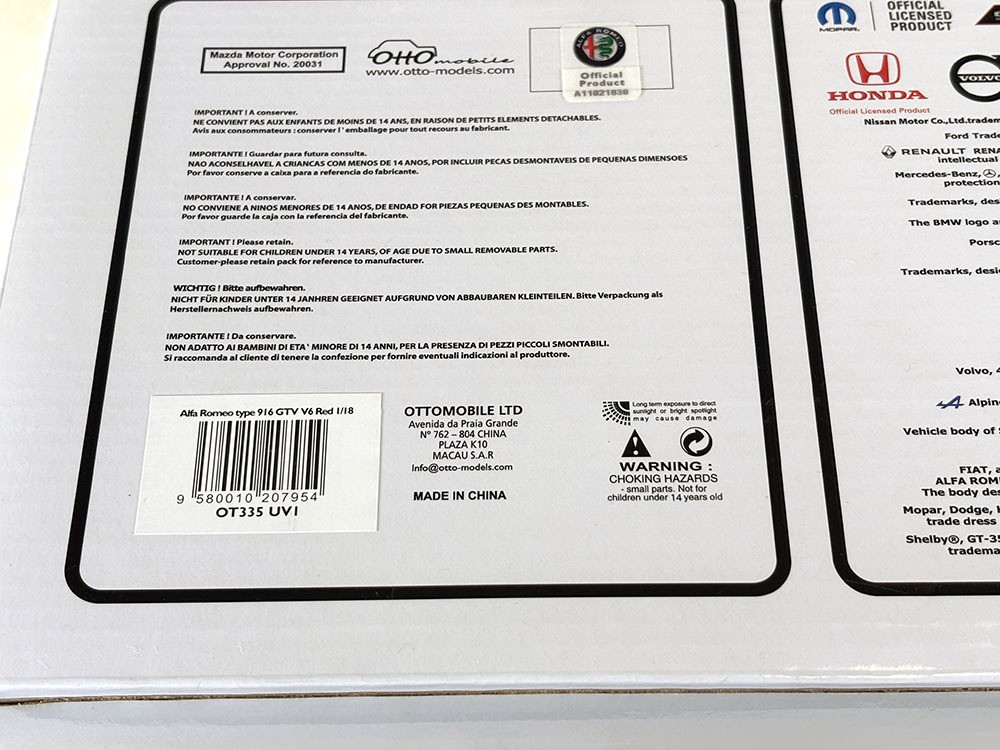 Mazda Motor Corporation
Approval No. 20031
OTTO mobile
www.otto-models.com
ALFA ROMEO
Official
Product
A11821838
IMPORTANT ! A conserver.
NE CONVIENT PAS AUX ENFANTS DE MOINS DE 14 ANS, EN RAISON DE PETITS ELEMENTS DETACHABLES.
Avis aux consommateurs : conserver l ' emballage pour tout recours au fabricant.
IMPORTANTE ! Guardar para futura consulta.
NAO ACONSELHAVEL A CRIANCAS COM MENOS DE 14 ANOS, POR INCLUIR PECAS DESMONTAVEIS DE PEQUENAS DIMENSOES
Por favor conserve a caixa para a referencia do fabricante.
IMPORTANTE ! A conservar.
NO CONVIENE A NINOS MENORES DE 14 ANOS, DE ENDAD FOR PIEZAS PEQUENAS DES MONTABLES.
Por favor guarde la caja con la referencia del fabricante.
IMPORTANT ! Please retain.
NOT SUITABLE FOR CHILDREN UNDER 14 YEARS, OF AGE DUE TO SMALL REMOVABLE PARTS.
Customer-please retain pack for reference to manufacturer.
WICHTIG ! Bitte aufbewahren.
NICHT FÜR KINDER UNTER 14 JANHREN GEEIGNET AUFGRUND VON ABBAUBAREN KLEINTEILEN. Bitte Verpackung als
Herstellernachweis aufbewahren.
IMPORTANTE ! Da conservare.
NON ADATTO AI BAMBINI DI ETA` MINORE DI 14 ANNI, PER LA PRESENZA DI PEZZI PICCOLI SMONTABILI.
Si raccomanda al cliente di tenere la confezione per fornire eventuali indicazioni al produttore.
Alfa Romeo type 916 GTV V6 Red 1/18
9 580010 207954
OT335 UV1
OTTOMOBILE LTD
Avenida da Praia Grande
N° 762 – 804 CHINA
PLAZA K10
MACAU S.A.R
Info@otto-models.com
MADE IN CHINA
Long term exposure to direct
sunlight or bright spotlight
may cause damage
WARNING :
CHOKING HAZARDS
- small parts. Not for
children under 14 years old
MOPAR.
OFFICIAL
LICENSED
PRODUCT
HONDA
Official Licensed Product
VOLVO
Nissan Motor Co.,Ltd.tradem
Ford Trade
RENAULT RENA
intellectual
Mercedes-Benz,
protection
Trademarks, des
The BMW logo a
Porsc
Trademarks, desi
Volvo, 4
Alpin
Vehicle body of S
FIAT, a
ALFA ROM
The body des
Mopar, Dodge, H
trade dress
Shelby®, GT-35
tradema